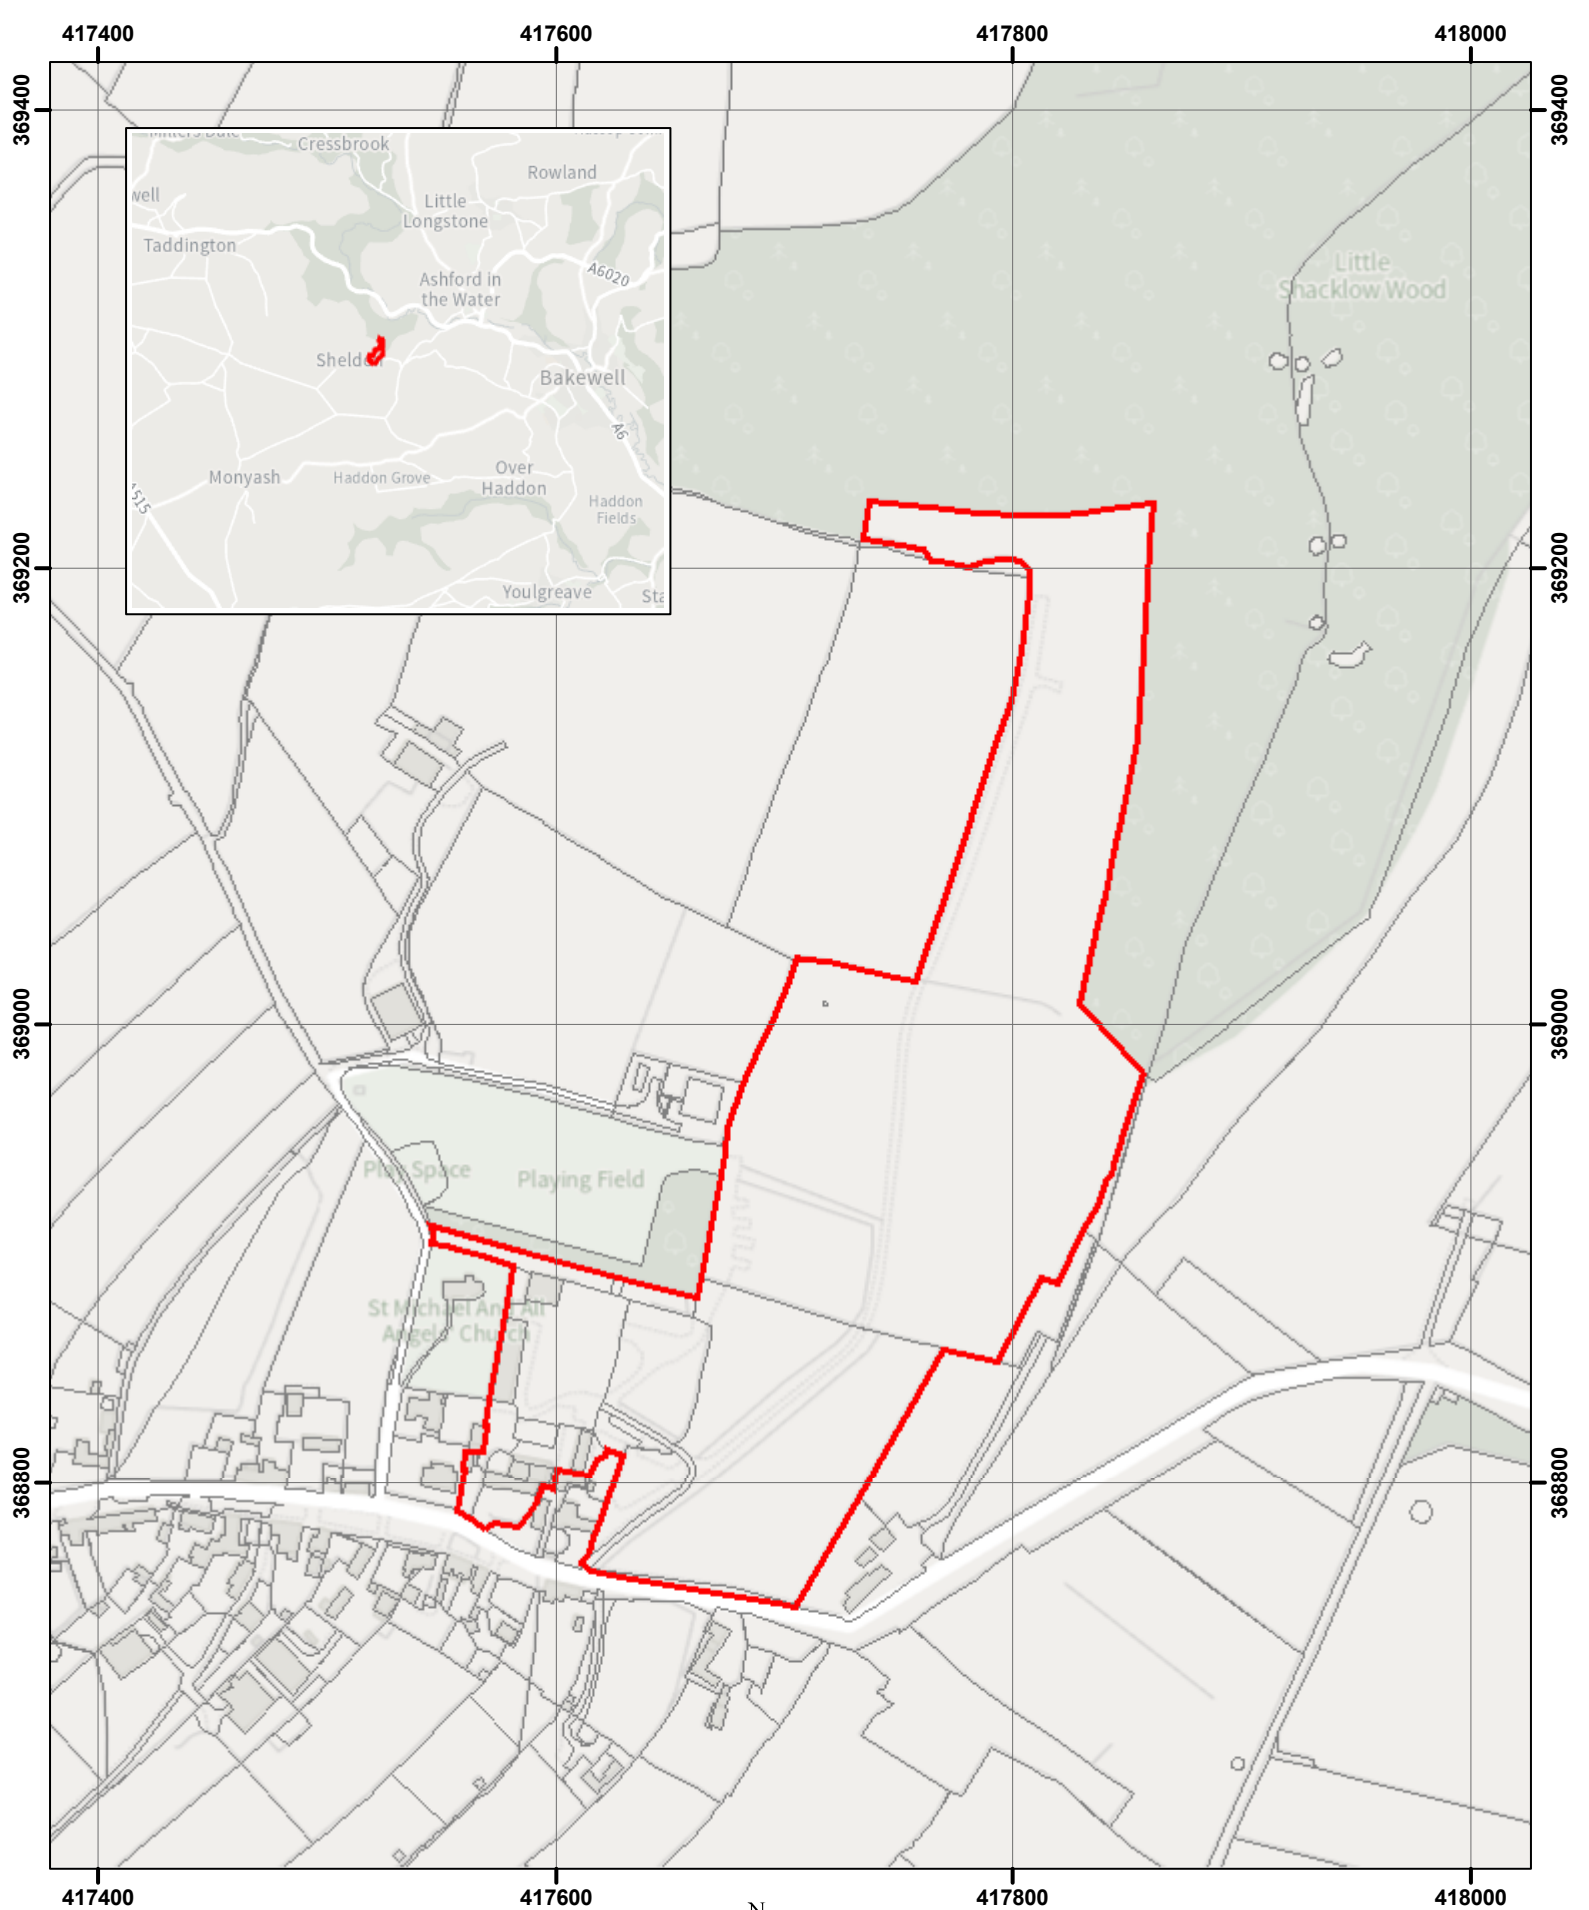 417400 417600 417800 418000
369400 369400
Cressbrook
Rowland
well
Little
Longstone
Taddington
A6020
Ashford in
the Water
Little
Shacklow Wood
Bakewell
A6
Monyash
Haddon Grove
Over
Haddon
Haddon
Fields
Youlgreave
369200 369200
369000 369000
Play Space
Playing Field
St Michael And All
Angels' Church
368800 368800
417400 417600 417800 418000
N